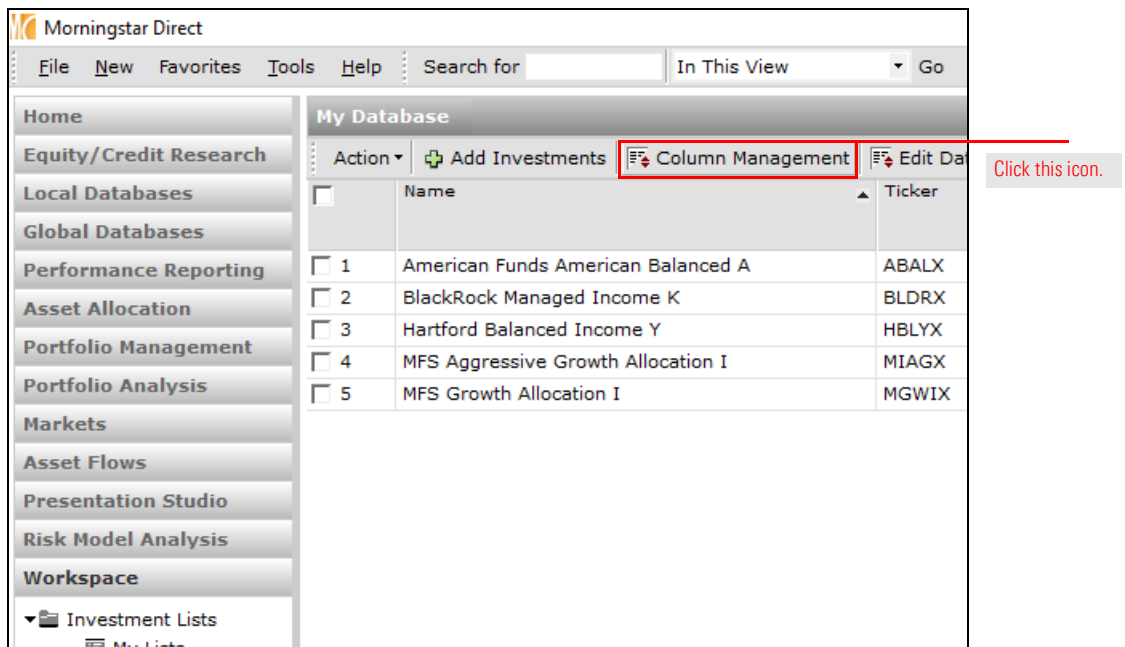 Morningstar Direct
File New Favorites Tools Help Search for In This View Go
Home
Equity/Credit Research
Local Databases
Global Databases
Performance Reporting
Asset Allocation
Portfolio Management
Portfolio Analysis
Markets
Asset Flows
Presentation Studio
Risk Model Analysis
Workspace
Investment Lists
My Lists
My Database
Action Add Investments Column Management Edit Dat
Name Ticker
1 American Funds American Balanced A ABALX
2 BlackRock Managed Income K BLDRX
3 Hartford Balanced Income Y HBLYX
4 MFS Aggressive Growth Allocation I MIAGX
5 MFS Growth Allocation I MGWIX
Click this icon.